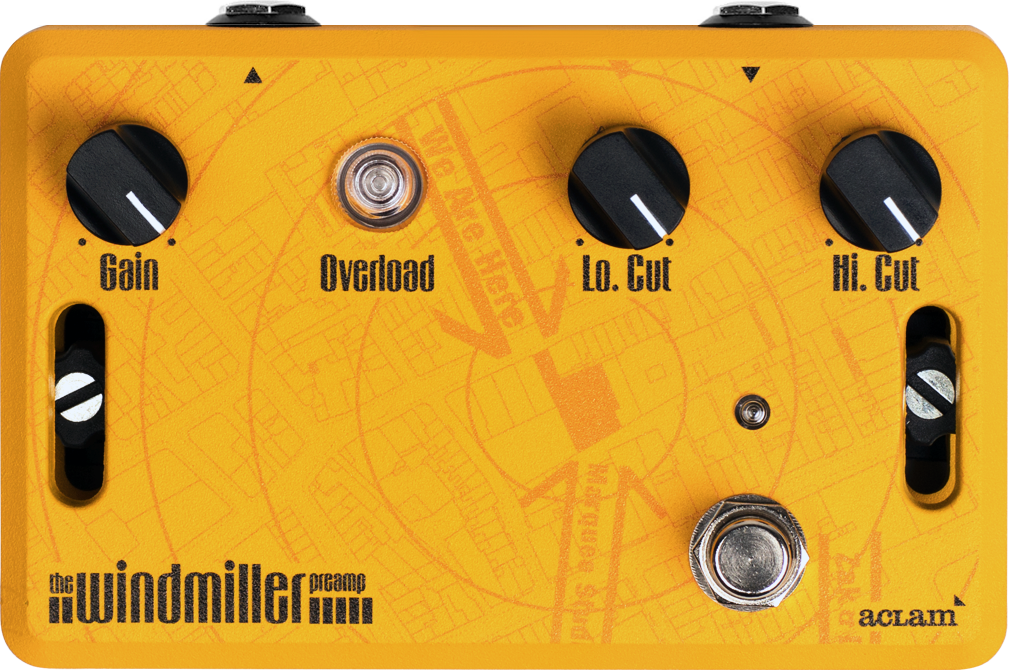 We Are Here
Gain
Overload
Lo. Cut
Hi. Cut
the windmiller preamp
aclam